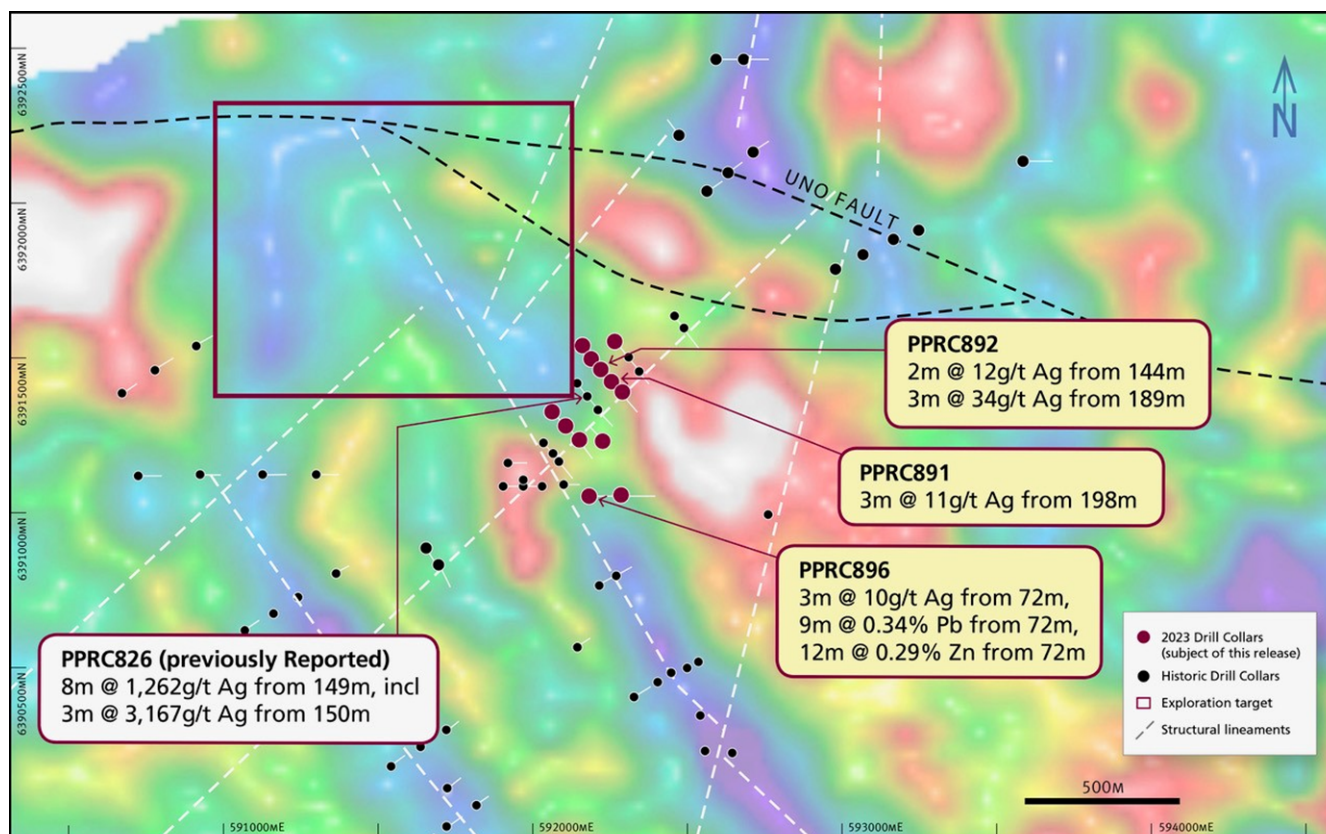 6392500MN
N
6392000MN
UNO FAULT
6391500MN
PPRC892
2m @ 12g/t Ag from 144m
3m @ 34g/t Ag from 189m
PPRC891
3m @ 11g/t Ag from 198m
6391000MN
PPRC896
3m @ 10g/t Ag from 72m,
9m @ 0.34% Pb from 72m,
12m @ 0.29% Zn from 72m
PPRC826 (previously Reported)
8m @ 1,262g/t Ag from 149m, incl
3m @ 3,167g/t Ag from 150m
6390500MN
2023 Drill Collars
(subject of this release)
Historic Drill Collars
Exploration target
Structural lineaments
500M
591000ME
592000ME
593000ME
594000ME